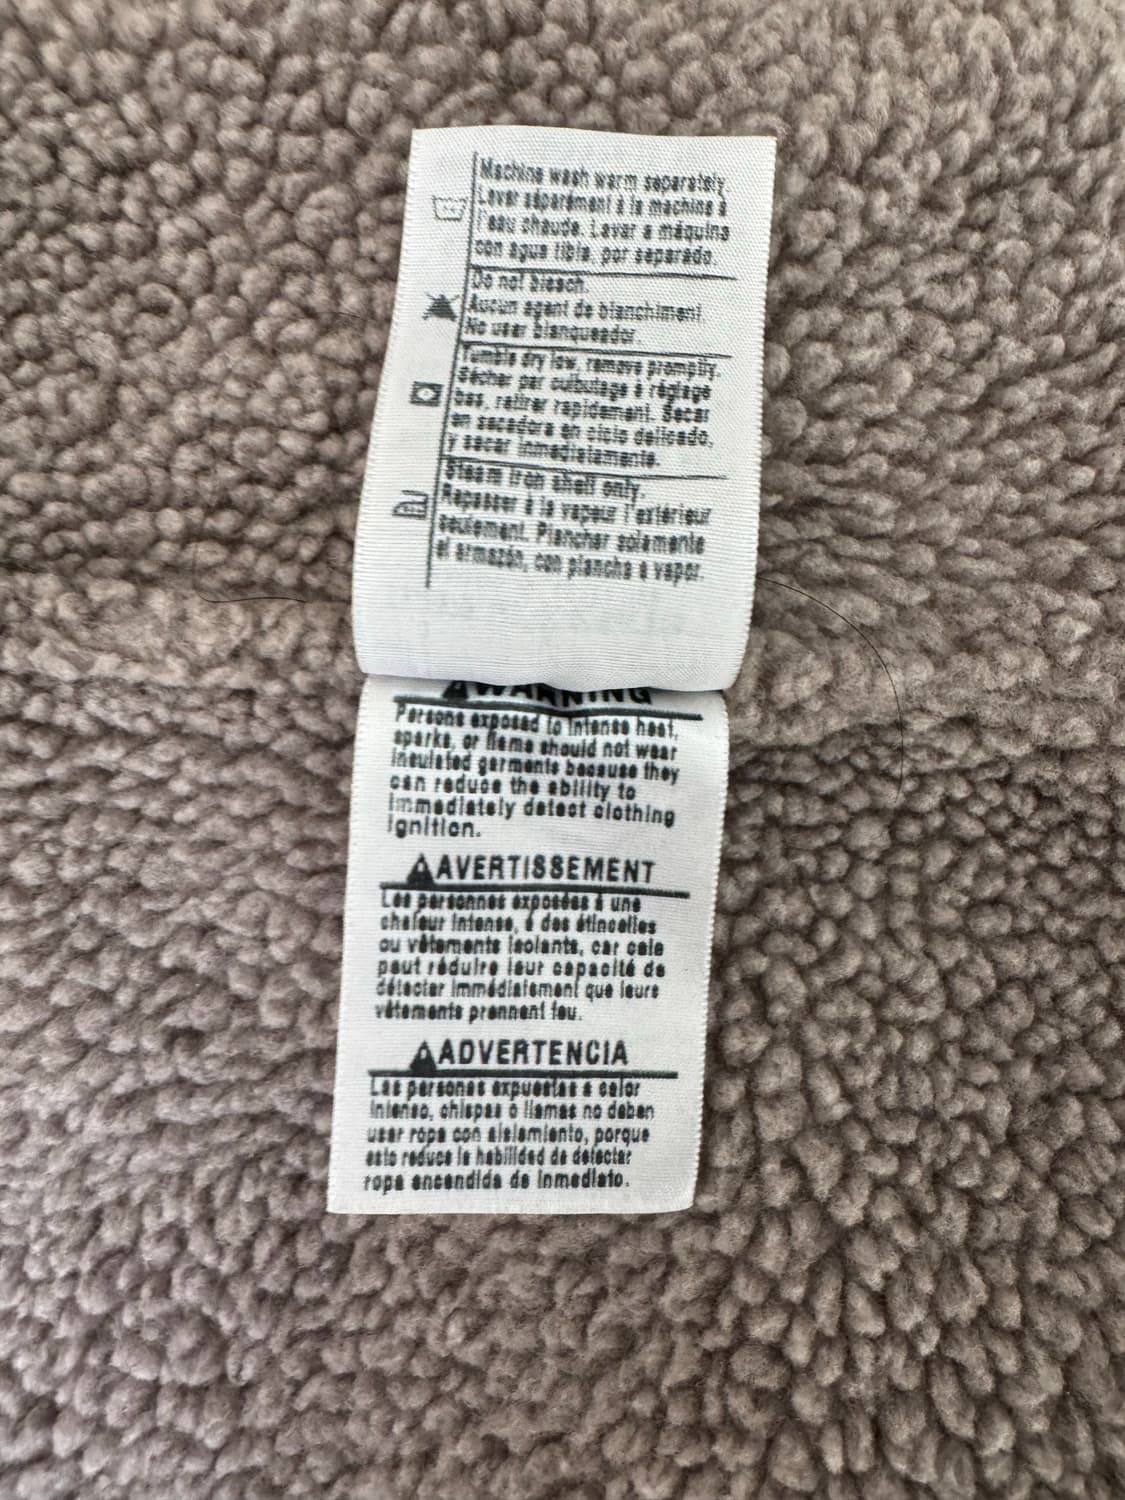 Machine wash warm separately.
Laver séparément à la machine à
l'eau chaude. Lavar a máquina
con agua tibia, por separado.
Do not bleach.
Aucun agent de blanchiment.
No usar blanqueador.
Tumble dry low, remove promptly.
Sécher par culbutage à réglage
bas, retirer rapidement. Secar
en secadora en ciclo delicado,
y secar inmediatamente.
Steam iron shell only.
Repasser à la vapeur l'extérieur
seulement. Planchar solamente
el armazón, con plancha a vapor.
WARNING
Persons exposed to intense heat,
sparks, or flame should not wear
insulated garments because they
can reduce the ability to
immediately detect clothing
ignition.
AVERTISSEMENT
Les personnes exposées à une
chaleur intense, à des étincelles
ou vêtements isolants, car cela
peut réduire leur capacité de
détecter immédiatement que leurs
vêtements prennent feu.
ADVERTENCIA
Las personas expuestas a calor
intenso, chispas o llamas no deben
usar ropa con aislamiento, porque
esto reduce la habilidad de detectar
ropa encendida de inmediato.